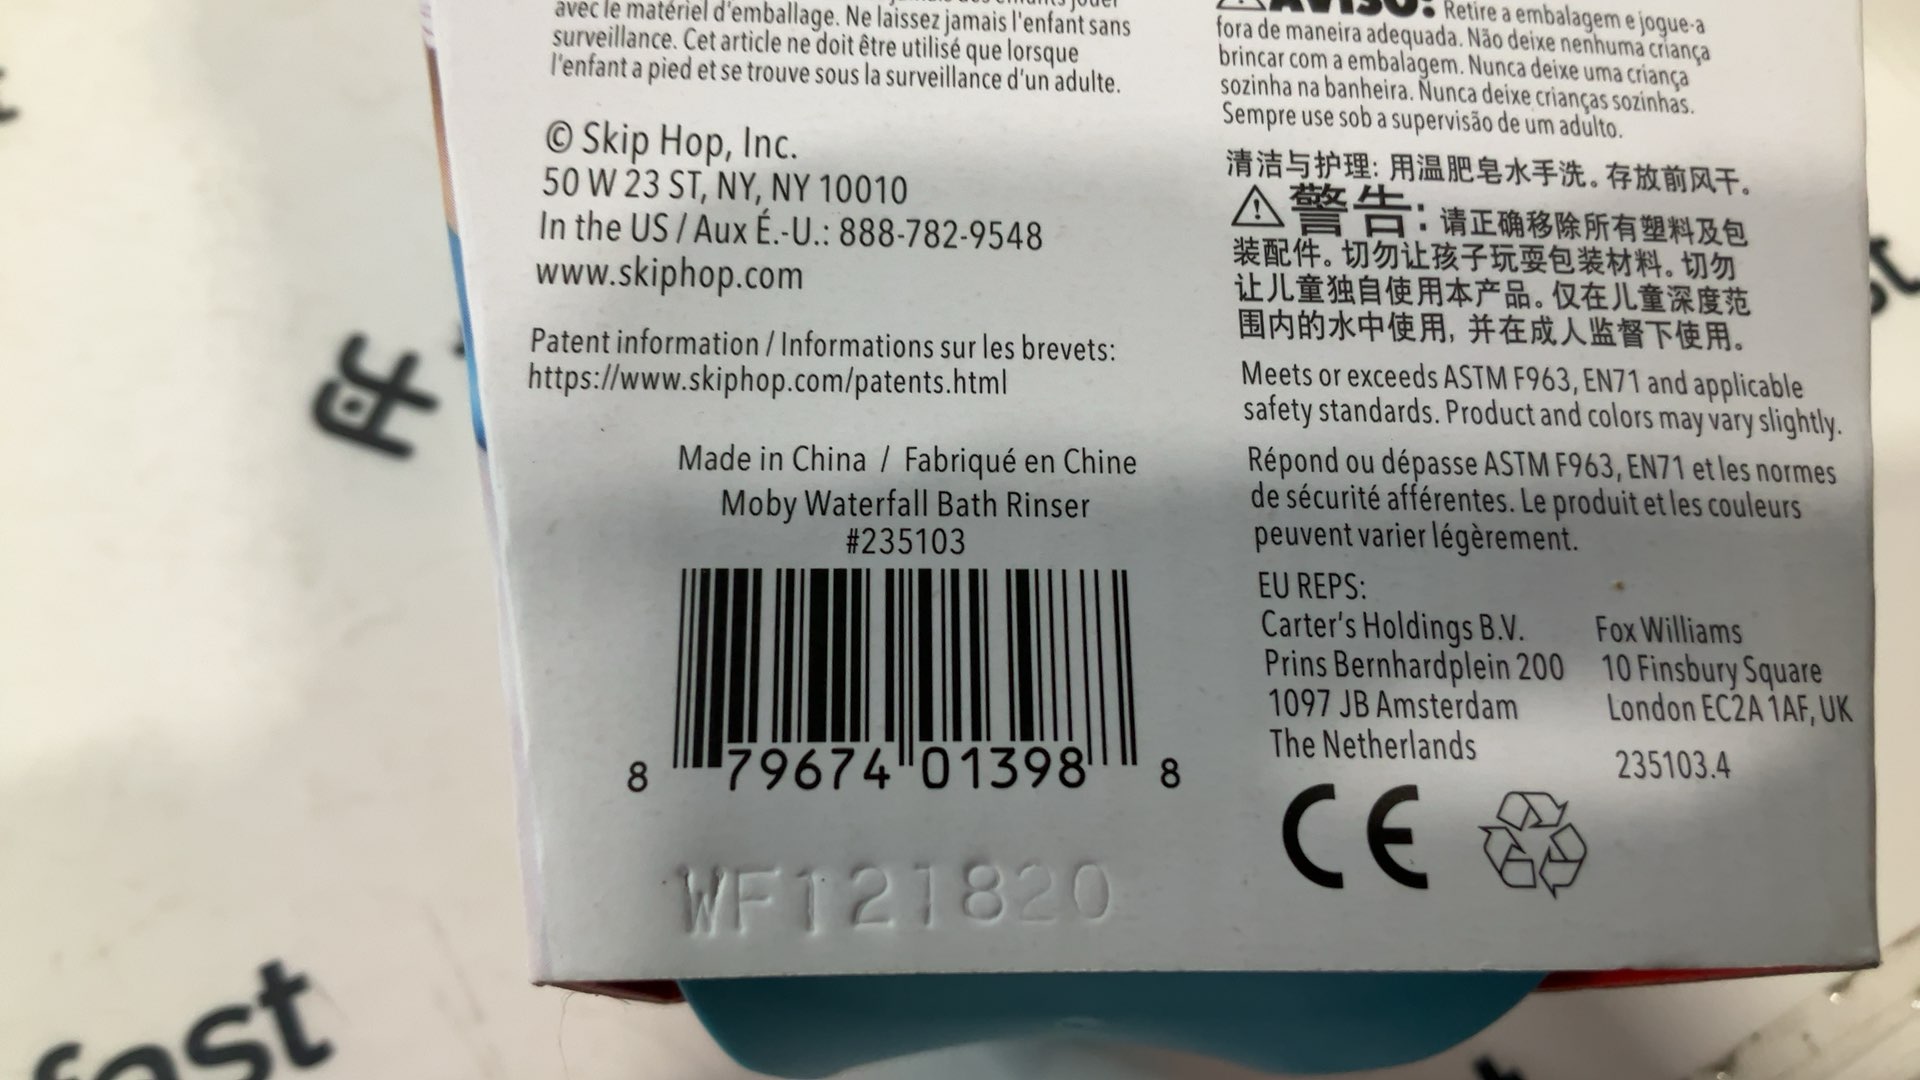 avec le matériel d'emballage. Ne laissez jamais l'enfant sans
surveillance. Cet article ne doit être utilisé que lorsque
l'enfant a pied et se trouve sous la surveillance d'un adulte.
© Skip Hop, Inc.
50 W 23 ST, NY, NY 10010
In the US / Aux É.-U.: 888-782-9548
www.skiphop.com
Patent information / Informations sur les brevets:
https://www.skiphop.com/patents.html
Made in China / Fabriqué en Chine
Moby Waterfall Bath Rinser
#235103
8 79674 01398 8
WF121820
AVISO: Retire a embalagem e jogue-a
fora de maneira adequada. Não deixe nenhuma criança
brincar com a embalagem. Nunca deixe uma criança
sozinha na banheira. Nunca deixe crianças sozinhas.
Sempre use sob a supervisão de um adulto.
清洁与护理: 用温肥皂水手洗。存放前风干。
⚠警告: 请正确移除所有塑料及包
装配件。切勿让孩子玩耍包装材料。切勿
让儿童独自使用本产品。仅在儿童深度范
围内的水中使用, 并在成人监督下使用。
Meets or exceeds ASTM F963, EN71 and applicable
safety standards. Product and colors may vary slightly.
Répond ou dépasse ASTM F963, EN71 et les normes
de sécurité afférentes. Le produit et les couleurs
peuvent varier légèrement.
EU REPS:
Carter's Holdings B.V.
Prins Bernhardplein 200
1097 JB Amsterdam
The Netherlands
Fox Williams
10 Finsbury Square
London EC2A 1AF, UK
235103.4
CE
fast